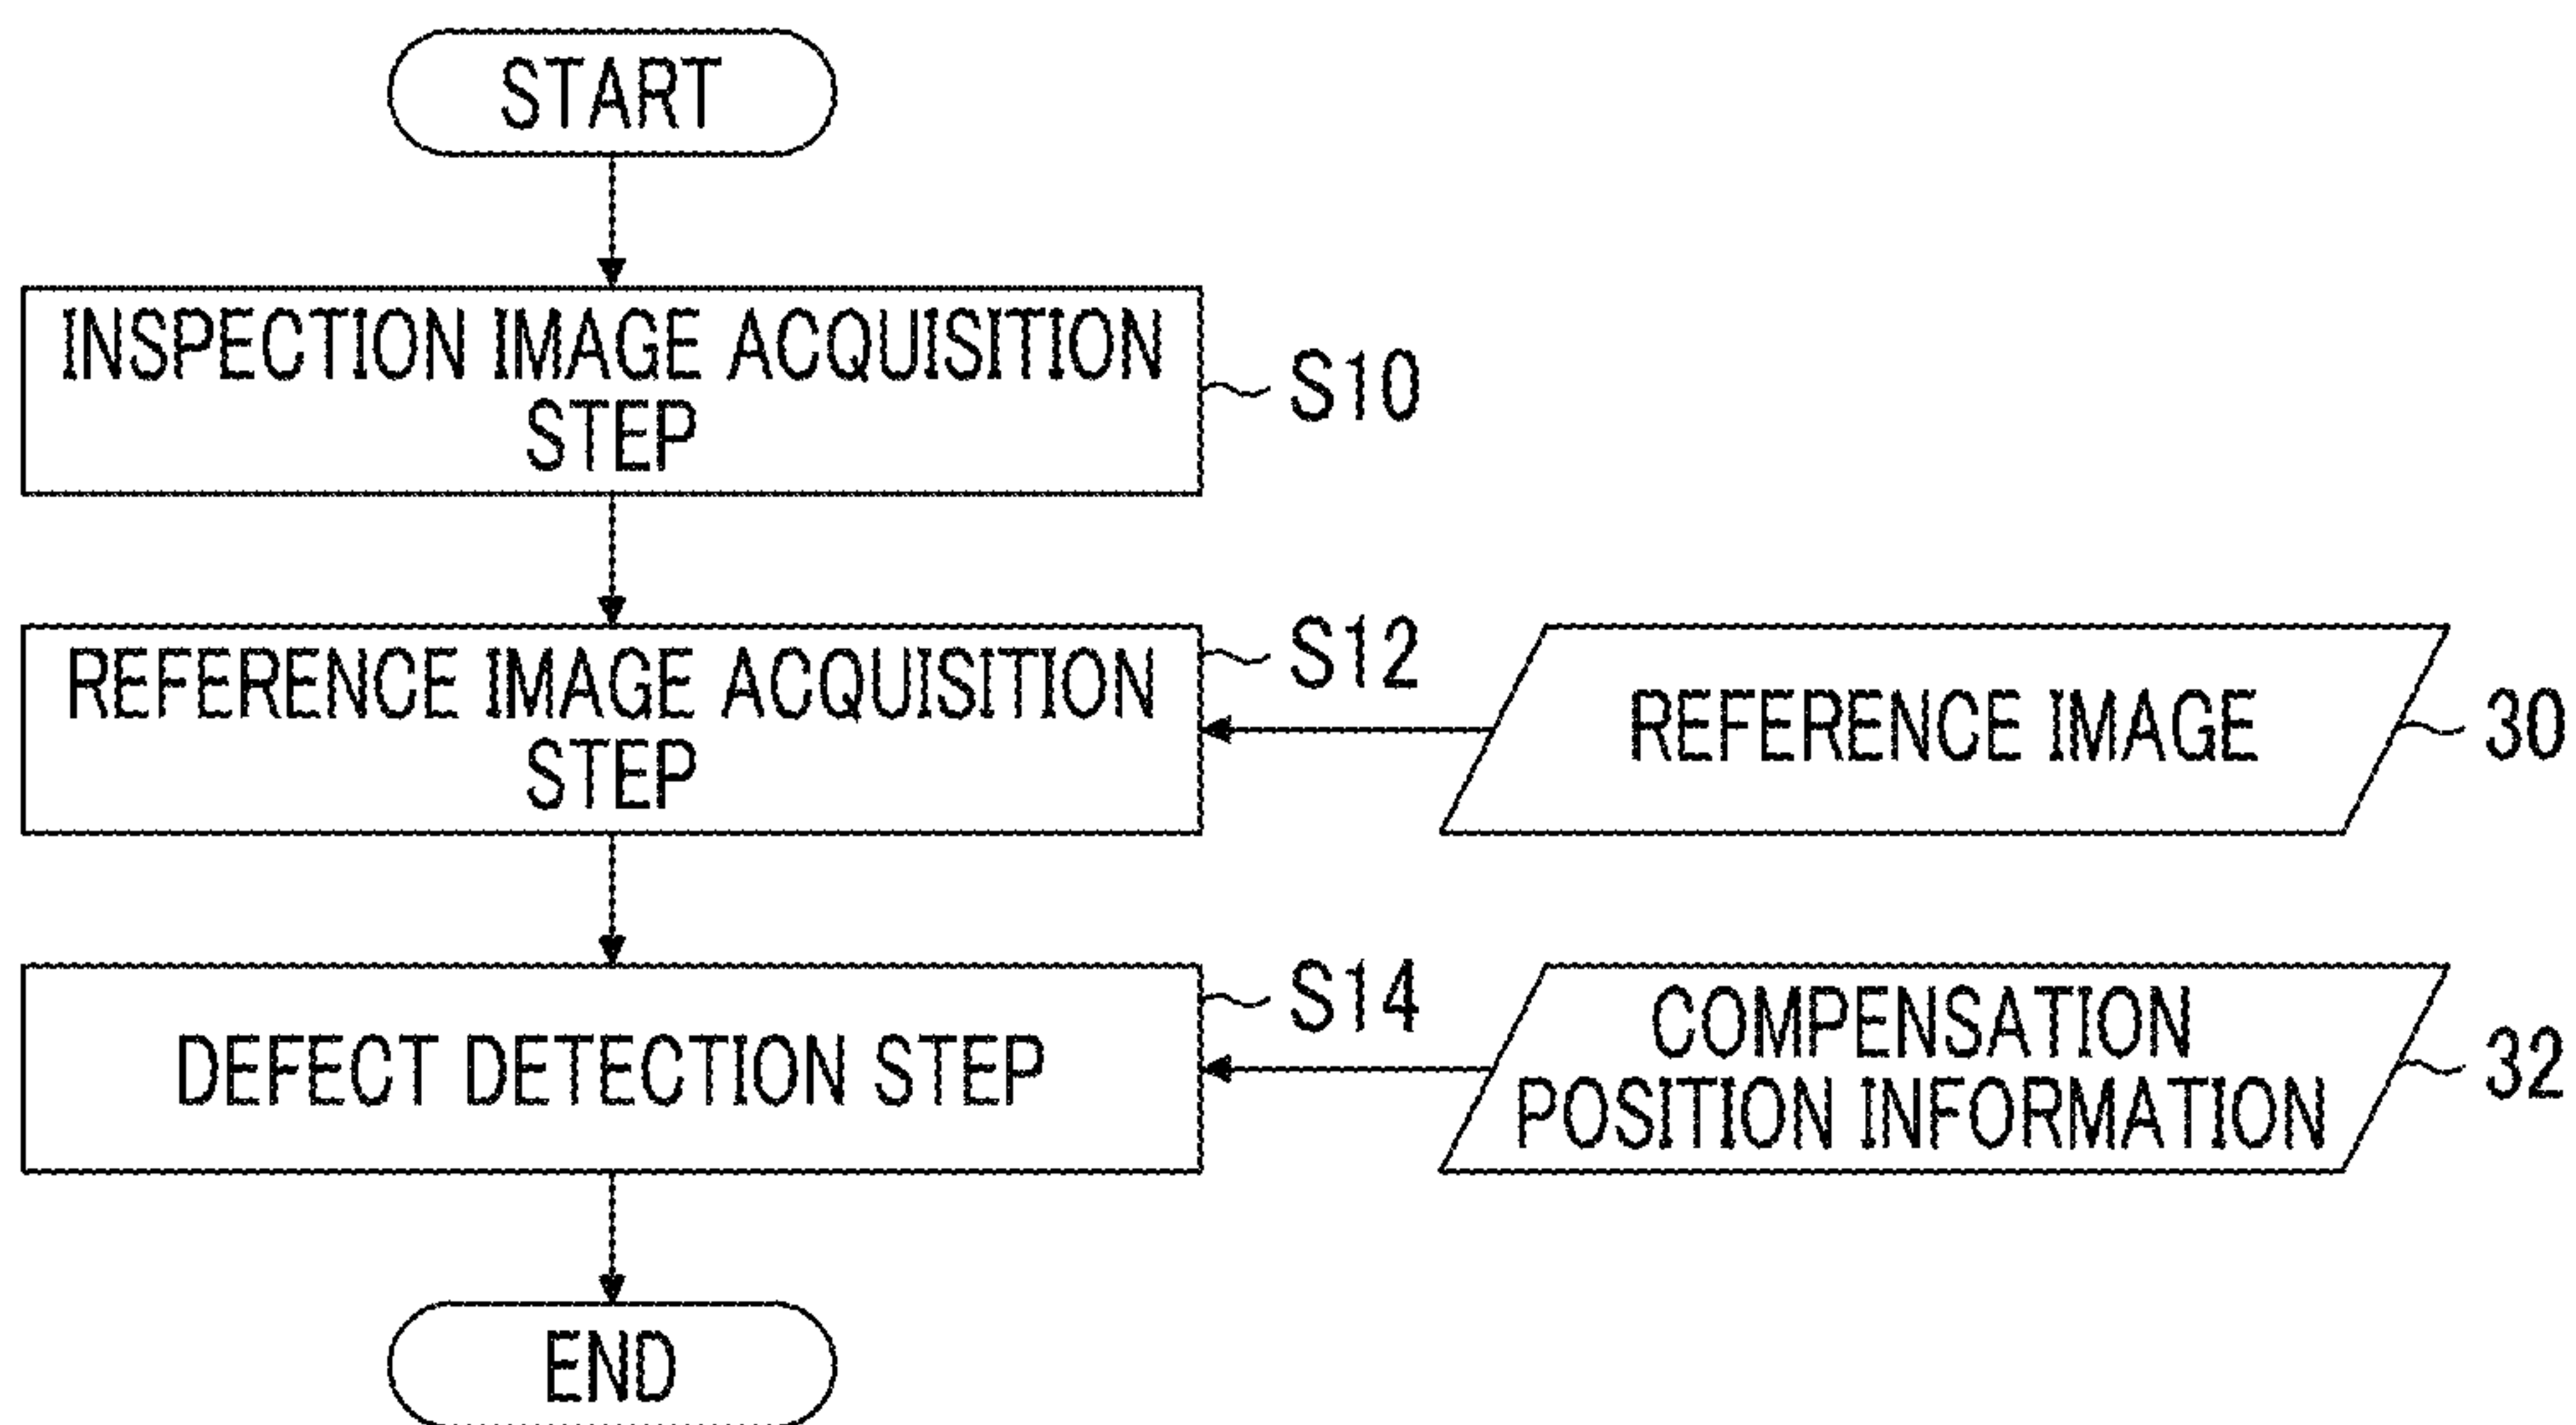 START
INSPECTION IMAGE ACQUISITION
STEP
S10
REFERENCE IMAGE ACQUISITION
STEP
S12
REFERENCE IMAGE
30
DEFECT DETECTION STEP
S14
COMPENSATION
POSITION INFORMATION
32
END